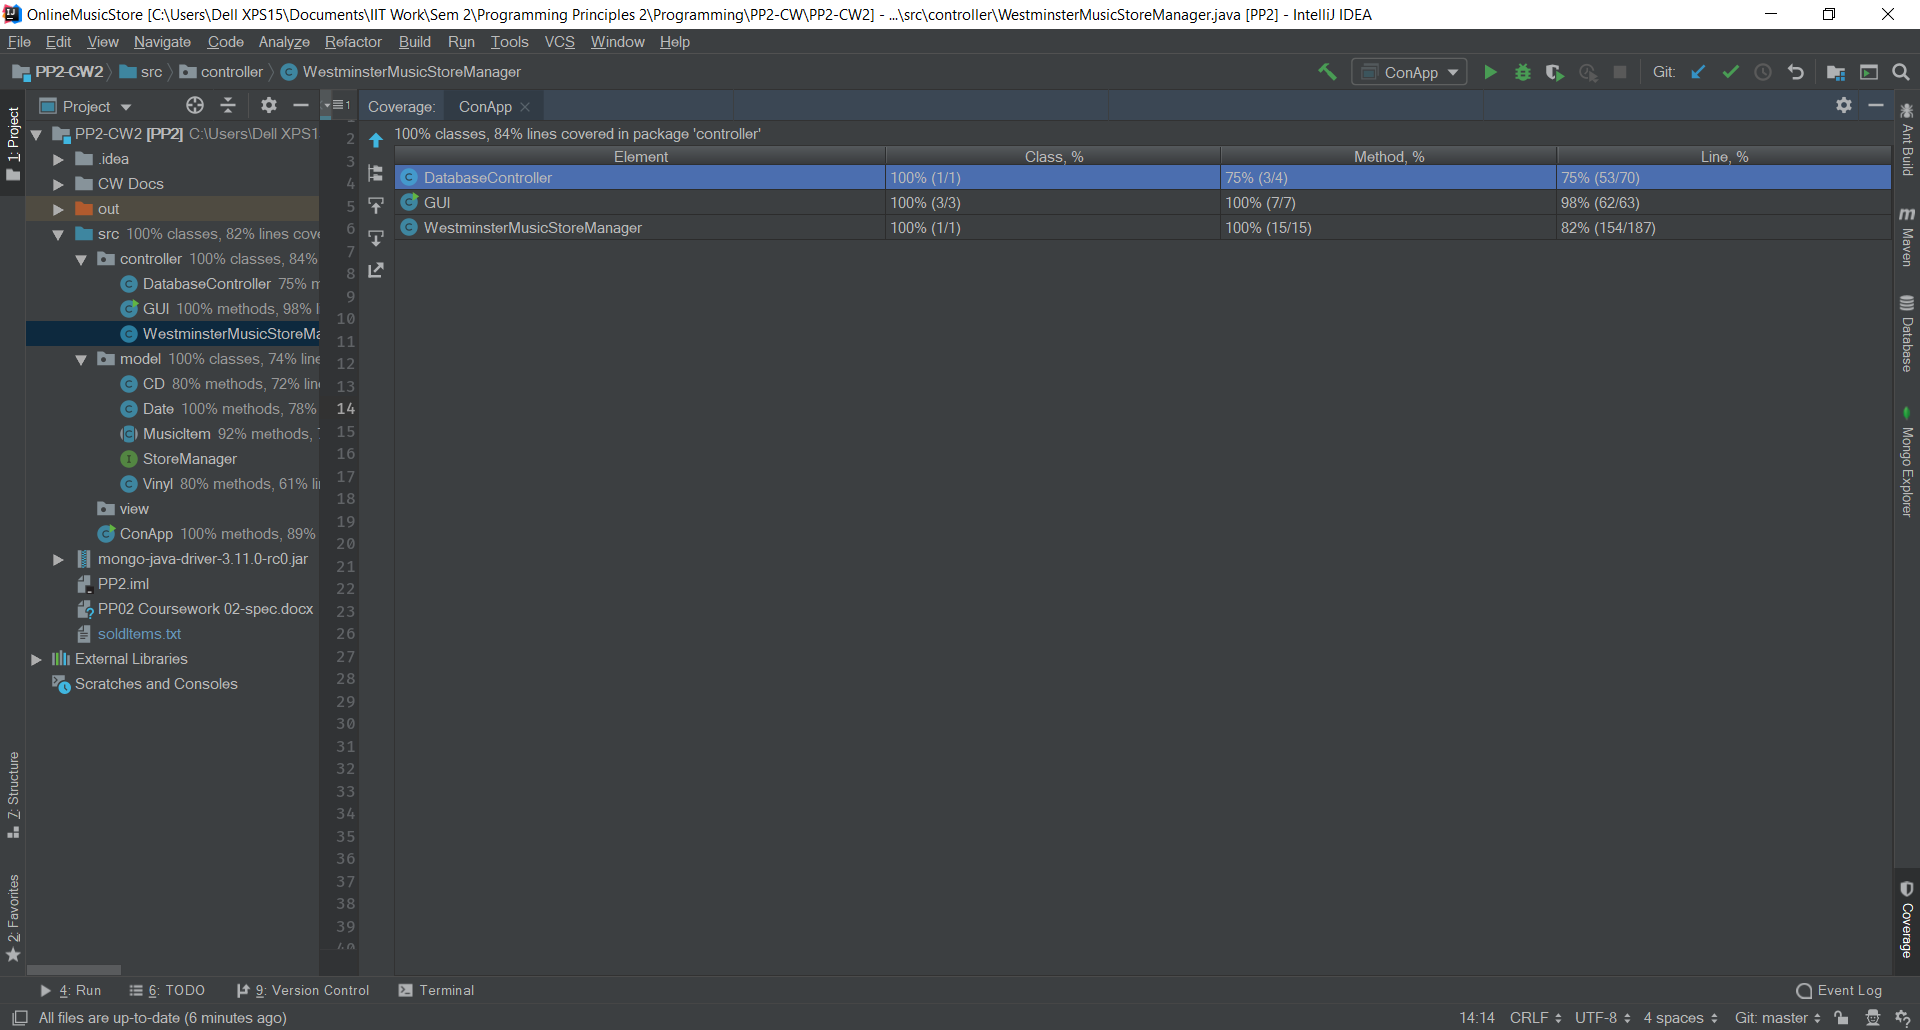 OnlineMusicStore [C:\Users\Dell XPS15\Documents\IIT Work\Sem 2\Programming Principles 2\Programming\PP2-CW\PP2-CW2] - ...\src\controller\WestminsterMusicStoreManager.java [PP2] - IntelliJ IDEA
File Edit View Navigate Code Analyze Refactor Build Run Tools VCS Window Help
PP2-CW2 src controller WestminsterMusicStoreManager ConApp Git:
Project 1 Coverage: ConApp
1: Project
7: Structure
2: Favorites
PP2-CW2 [PP2] C:\Users\Dell XPS1
.idea
CW Docs
out
src 100% classes, 82% lines cove
controller 100% classes, 84%
DatabaseController 75% m
GUI 100% methods, 98% l
WestminsterMusicStoreMa
model 100% classes, 74% line
CD 80% methods, 72% lin
Date 100% methods, 78%
MusicItem 92% methods,
StoreManager
Vinyl 80% methods, 61% li
view
ConApp 100% methods, 89%
mongo-java-driver-3.11.0-rc0.jar
PP2.iml
PP02 Coursework 02-spec.docx
soldItems.txt
External Libraries
Scratches and Consoles
2
3
4
5
6
7
8
9
10
11
12
13
14
15
16
17
18
19
20
21
22
23
26
27
28
29
30
31
32
33
34
35
36
37
38
39
40
100% classes, 84% lines covered in package 'controller'
Element Class, % Method, % Line, %
DatabaseController 100% (1/1) 75% (3/4) 75% (53/70)
GUI 100% (3/3) 100% (7/7) 98% (62/63)
WestminsterMusicStoreManager 100% (1/1) 100% (15/15) 82% (154/187)
Ant Build
Maven
Database
Mongo Explorer
Coverage
4: Run 6: TODO 9: Version Control Terminal Event Log
All files are up-to-date (6 minutes ago) 14:14 CRLF UTF-8 4 spaces Git: master